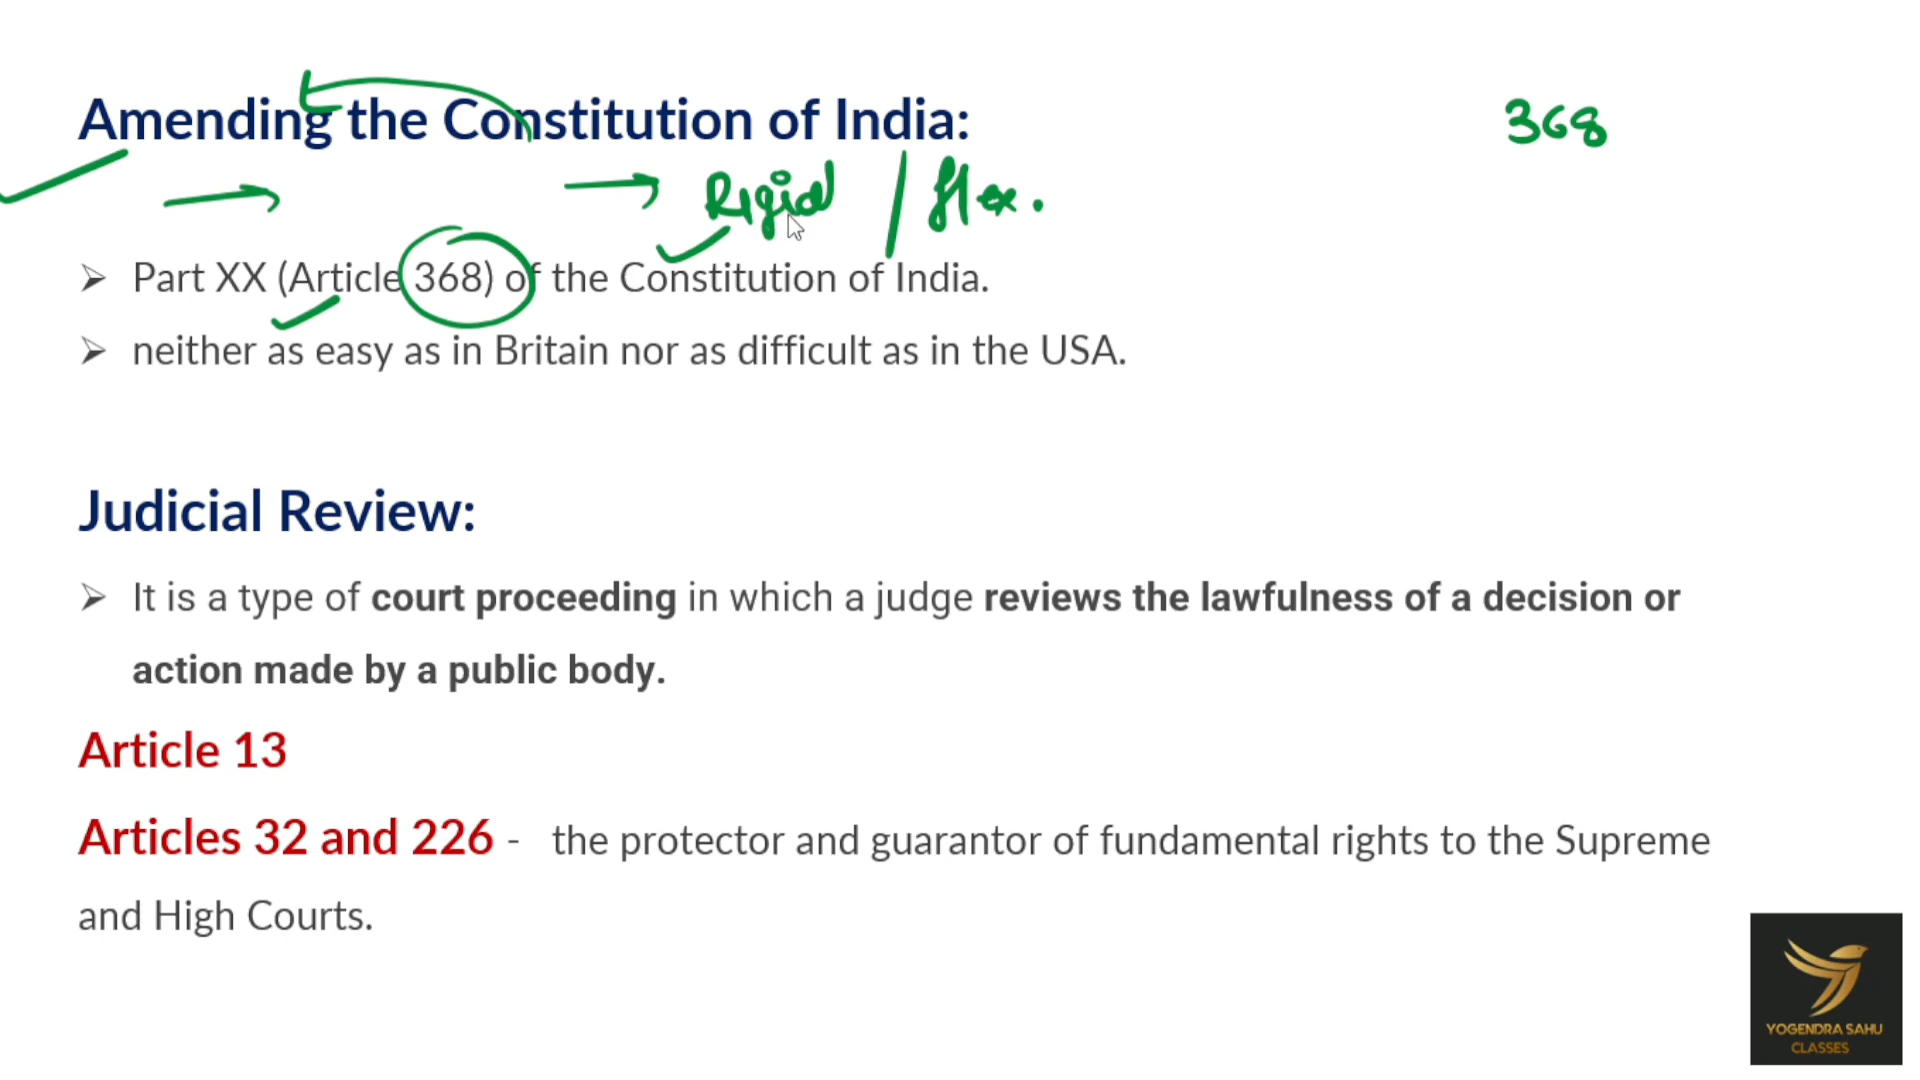 Amending the Constitution of India:
368
Rigid / flex.
➢ Part XX (Article 368) of the Constitution of India.
➢ neither as easy as in Britain nor as difficult as in the USA.
Judicial Review:
➢ It is a type of court proceeding in which a judge reviews the lawfulness of a decision or
action made by a public body.
Article 13
Articles 32 and 226 - the protector and guarantor of fundamental rights to the Supreme
and High Courts.
YOGENDRA SAHU
CLASSES